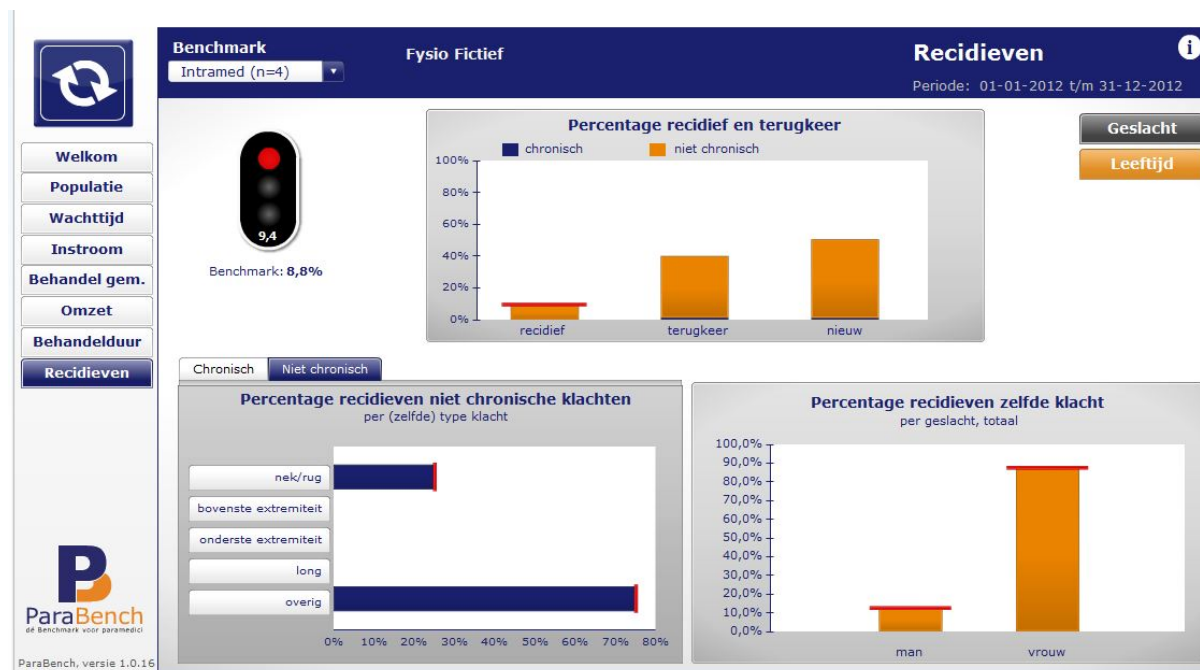 Benchmark
Intramed (n=4)
Fysio Fictief
Recidieven
i
Periode: 01-01-2012 t/m 31-12-2012
Welkom
Populatie
Wachttijd
Instroom
Behandel gem.
Omzet
Behandelduur
Recidieven
9,4
Benchmark: 8,8%
Percentage recidief en terugkeer
chronisch
niet chronisch
100%
80%
60%
40%
20%
0%
recidief
terugkeer
nieuw
Geslacht
Leeftijd
Chronisch
Niet chronisch
Percentage recidieven niet chronische klachten
per (zelfde) type klacht
nek/rug
bovenste extremiteit
onderste extremiteit
long
overig
0% 10% 20% 30% 40% 50% 60% 70% 80%
Percentage recidieven zelfde klacht
per geslacht, totaal
100,0%
90,0%
80,0%
70,0%
60,0%
50,0%
40,0%
30,0%
20,0%
10,0%
0,0%
man
vrouw
ParaBench
dé Benchmark voor paramedici
ParaBench, versie 1.0.16